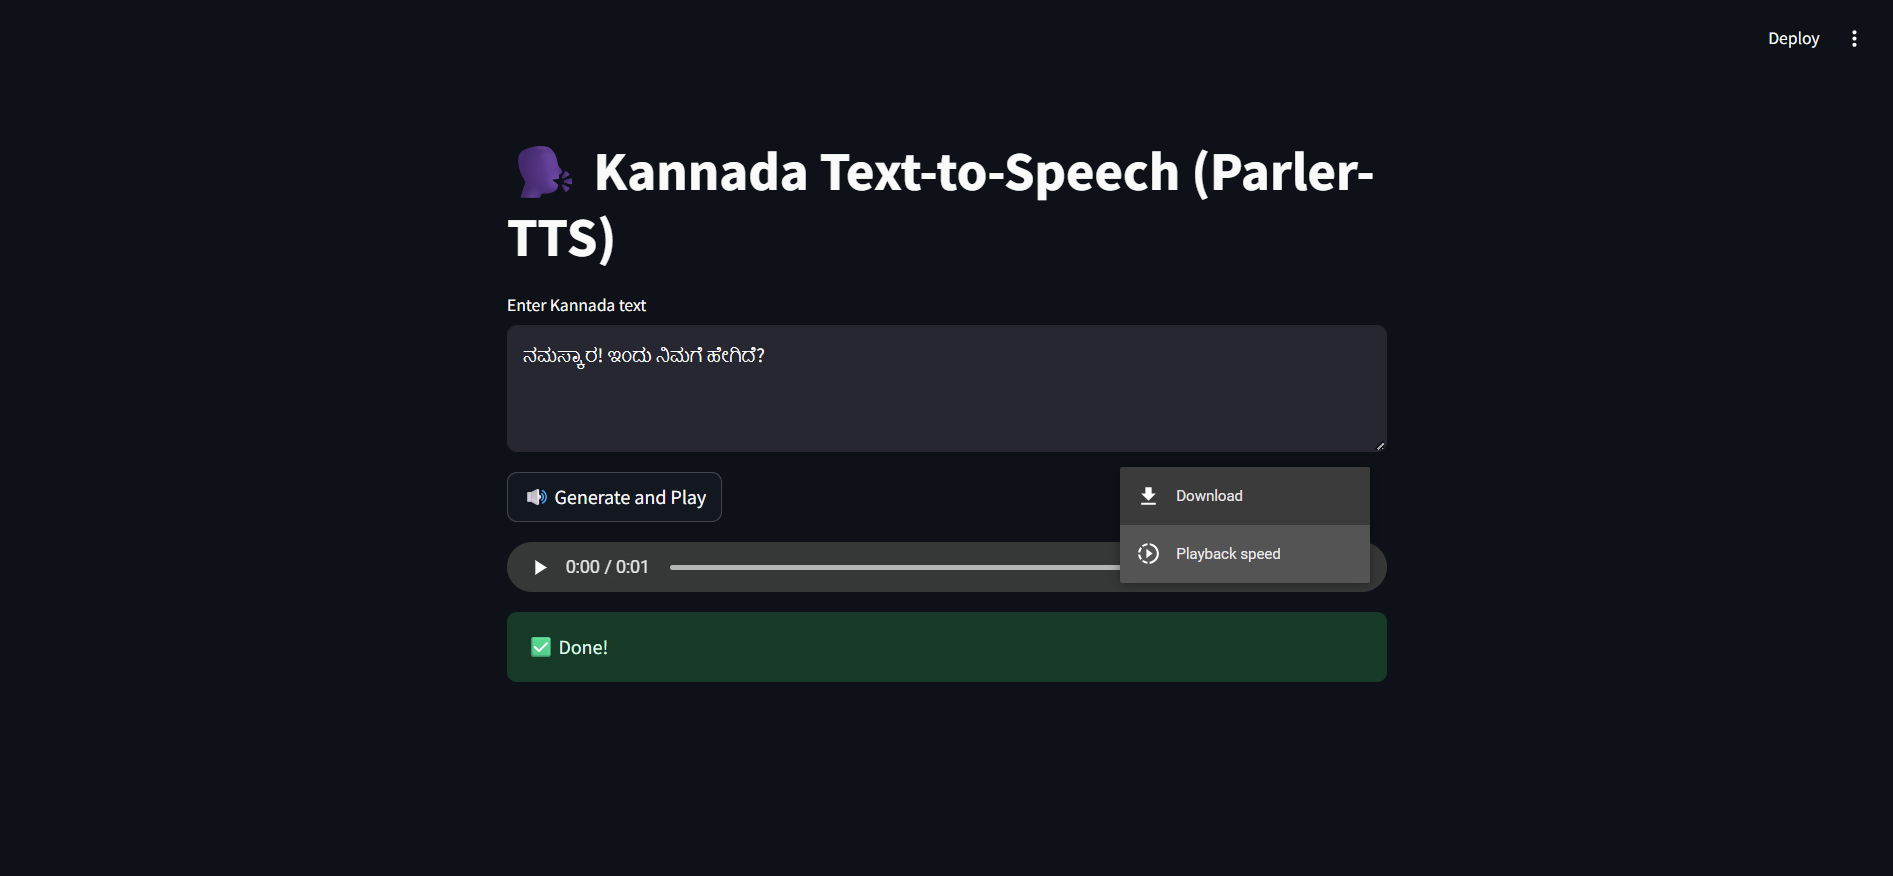 Deploy
Kannada Text-to-Speech (Parler-
TTS)
Enter Kannada text
ನಮಸ್ಕಾರ! ಇಂದು ನಿಮಗೆ ಹೇಗಿದೆ?
Generate and Play
Download
Playback speed
0:00 / 0:01
Done!